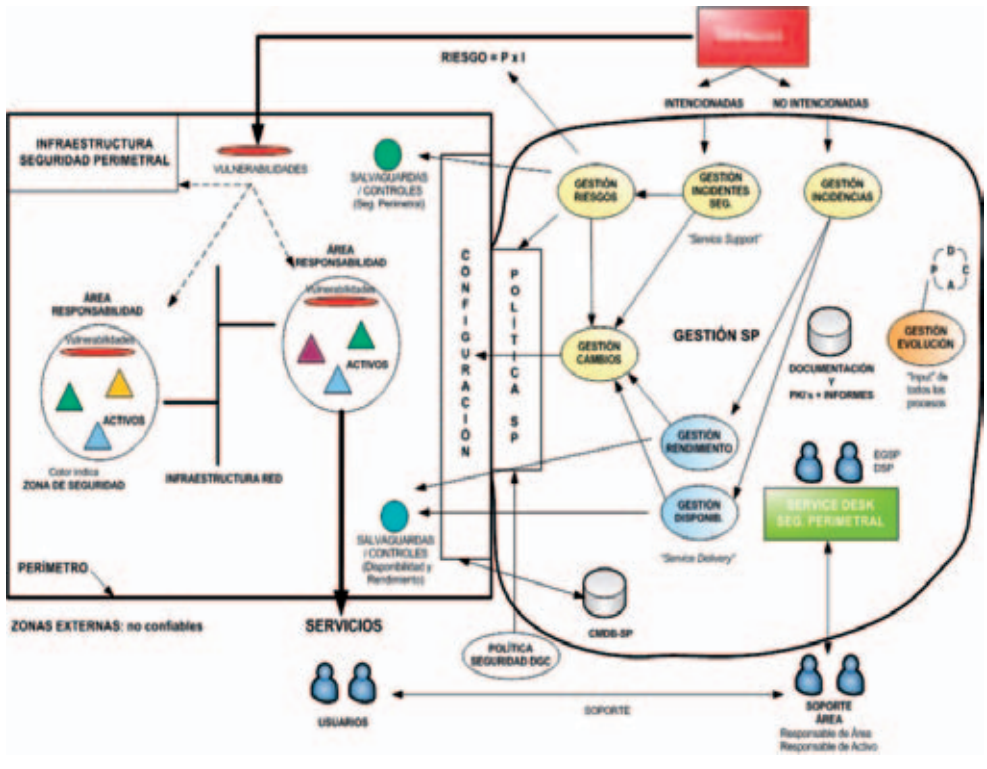 RIESGO = P x I
INTENCIONADAS
NO INTENCIONADAS
INFRAESTRUCTURA
SEGURIDAD PERIMETRAL
VULNERABILIDADES
SALVAGUARDAS
/ CONTROLES
(Seg. Perimetral)
GESTIÓN
RIESGOS
GESTIÓN
INCIDENTES
SEG.
GESTIÓN
INCIDENCIAS
"Service Support"
ÁREA
RESPONSABILIDAD
Vulnerabilidades
ACTIVOS
ÁREA
RESPONSABILIDAD
Vulnerabilidades
ACTIVOS
Color indica
ZONA DE SEGURIDAD
INFRAESTRUCTURA RED
CONFIGURACIÓN
POLÍTICA SP
P
D
C
A
GESTIÓN
EVOLUCIÓN
"Input" de
todos los
procesos
GESTIÓN SP
GESTIÓN
CAMBIOS
DOCUMENTACIÓN
Y
PKI's + INFORMES
GESTIÓN
RENDIMIENTO
GESTIÓN
DISPONIB.
"Service Delivery"
EGSP
DSP
SERVICE DESK
SEG. PERIMETRAL
SALVAGUARDAS
/ CONTROLES
(Disponibilidad y
Rendimiento)
PERÍMETRO
ZONAS EXTERNAS: no confiables
SERVICIOS
CMDB-SP
POLÍTICA
SEGURIDAD DGC
USUARIOS
SOPORTE
SOPORTE
ÁREA
Responsable de Área
Responsable de Activo